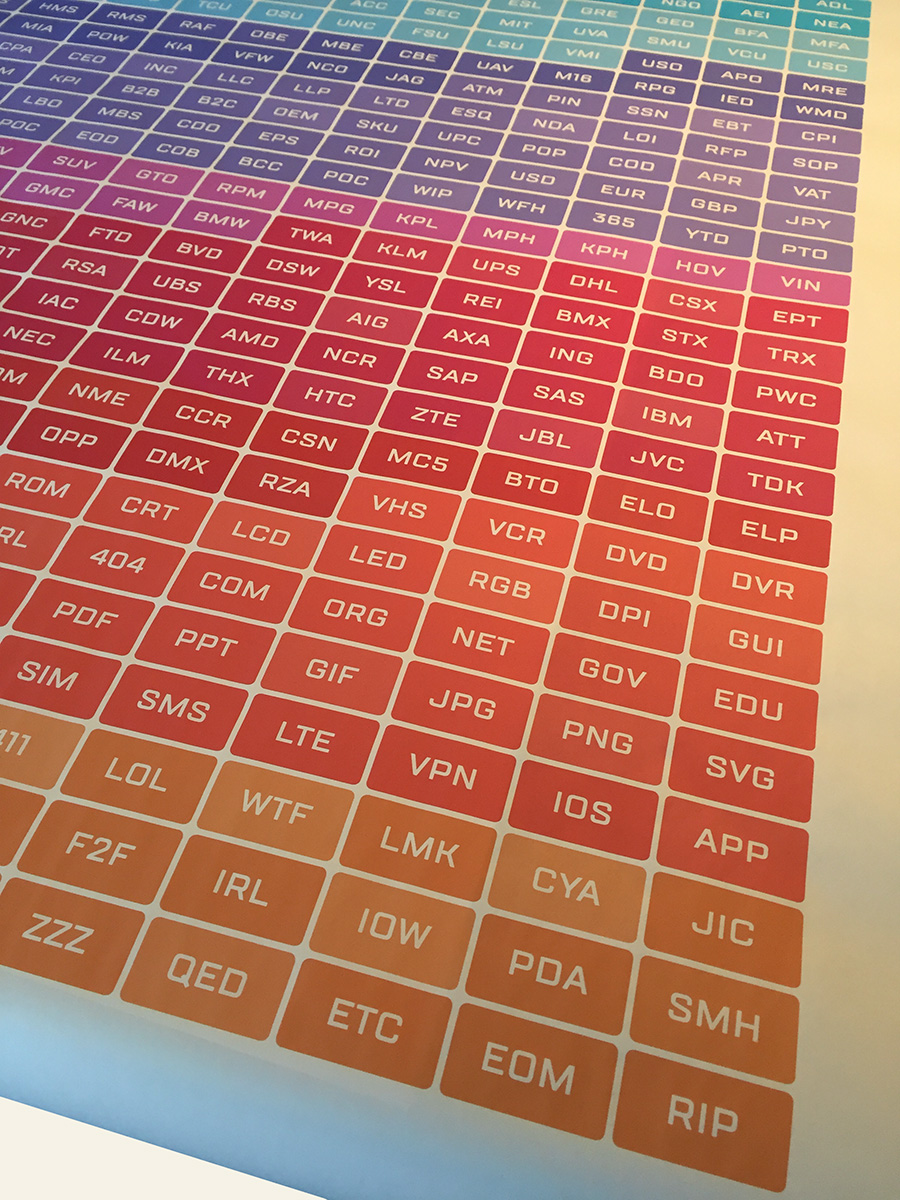 AOL
NGO AEI NEA
ESL GRE GEO BFA MFA
ACC SEC MIT UVA SMU VCU USC
TCU OSU UNC FSU LSU VMI USO APO MRE
HMS RMS RAF OBE MBE CBE UAV M16 RPG IED WMD
MIA POW KIA VFW NCO JAG ATM PIN SSN EBT CPI
CPA CEO INC LLC LLP LTD ESQ NDA LOI RFP SOP
KPI B2B B2C OEM SKU UPC POP COD APR VAT
LBO MBS CDO EPS ROI NPV USD EUR GBP JPY
POC EOD COB BCC POC WIP WFH 365 YTD PTO
SUV GTO RPM MPG KPL MPH KPH HOV VIN
GMC FAW BMW TWA KLM UPS DHL CSX EPT
GNC FTD BVD DSW YSL REI BMX STX TRX
RSA UBS RBS AIG AXA ING BDO PWC
IAC CDW AMD NCR SAP SAS IBM ATT
NEC ILM THX HTC ZTE JBL JVC TDK
NME CCR CSN MC5 BTO ELO ELP
OPP DMX RZA VHS VCR DVD DVR
ROM CRT LCD LED RGB DPI GUI
404 COM ORG NET GOV EDU
PDF PPT GIF JPG PNG SVG
SIM SMS LTE VPN IOS APP
411 LOL WTF LMK CYA JIC
F2F IRL IOW PDA SMH
ZZZ QED ETC EOM RIP